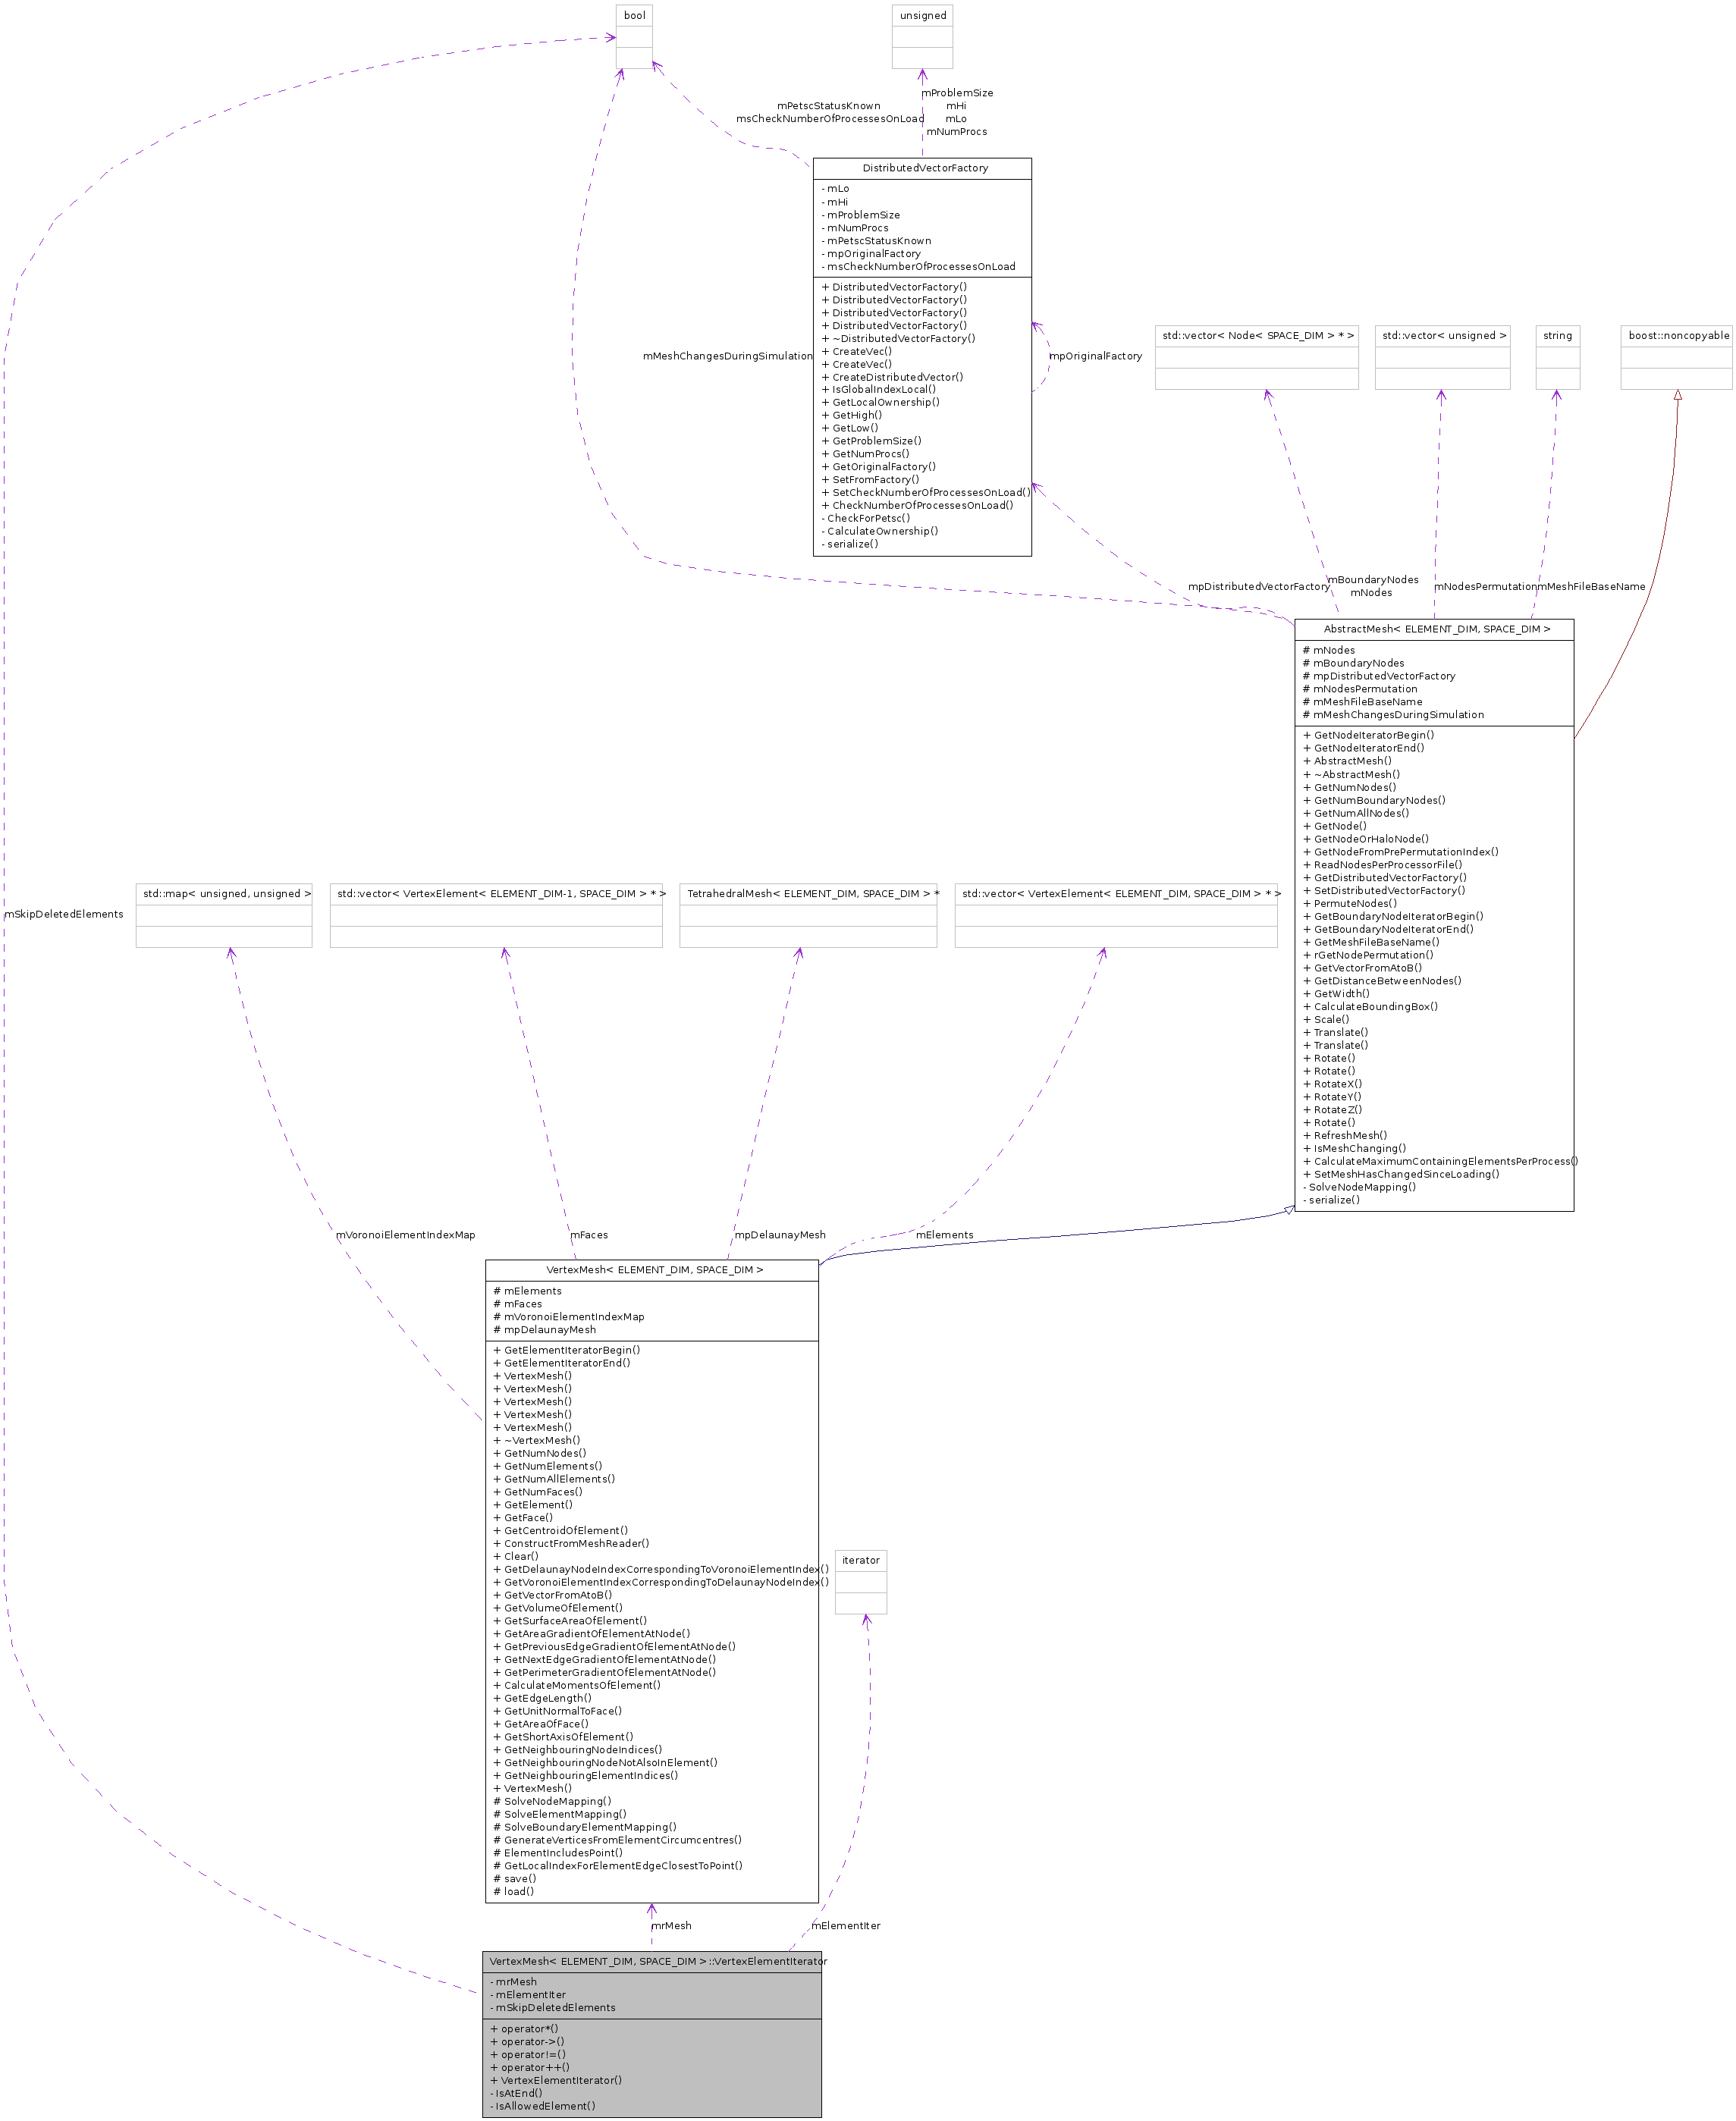 bool
unsigned
mProblemSize
mHi
mLo
mNumProcs
mPetscStatusKnown
msCheckNumberOfProcessesOnLoad
DistributedVectorFactory
- mLo
- mHi
- mProblemSize
- mNumProcs
- mPetscStatusKnown
- mpOriginalFactory
- msCheckNumberOfProcessesOnLoad
+ DistributedVectorFactory()
+ DistributedVectorFactory()
+ DistributedVectorFactory()
+ DistributedVectorFactory()
+ ~DistributedVectorFactory()
+ CreateVec()
+ CreateVec()
+ CreateDistributedVector()
+ IsGlobalIndexLocal()
+ GetLocalOwnership()
+ GetHigh()
+ GetLow()
+ GetProblemSize()
+ GetNumProcs()
+ GetOriginalFactory()
+ SetFromFactory()
+ SetCheckNumberOfProcessesOnLoad()
+ CheckNumberOfProcessesOnLoad()
- CheckForPetsc()
- CalculateOwnership()
- serialize()
mMeshChangesDuringSimulation
mpOriginalFactory
std::vector< Node< SPACE_DIM > * >
std::vector< unsigned >
string
boost::noncopyable
mpDistributedVectorFactory
mBoundaryNodes
mNodes
mNodesPermutation
mMeshFileBaseName
AbstractMesh< ELEMENT_DIM, SPACE_DIM >
# mNodes
# mBoundaryNodes
# mpDistributedVectorFactory
# mNodesPermutation
# mMeshFileBaseName
# mMeshChangesDuringSimulation
+ GetNodeIteratorBegin()
+ GetNodeIteratorEnd()
+ AbstractMesh()
+ ~AbstractMesh()
+ GetNumNodes()
+ GetNumBoundaryNodes()
+ GetNumAllNodes()
+ GetNode()
+ GetNodeOrHaloNode()
+ GetNodeFromPrePermutationIndex()
+ ReadNodesPerProcessorFile()
+ GetDistributedVectorFactory()
+ SetDistributedVectorFactory()
+ PermuteNodes()
+ GetBoundaryNodeIteratorBegin()
+ GetBoundaryNodeIteratorEnd()
+ GetMeshFileBaseName()
+ rGetNodePermutation()
+ GetVectorFromAtoB()
+ GetDistanceBetweenNodes()
+ GetWidth()
+ CalculateBoundingBox()
+ Scale()
+ Translate()
+ Translate()
+ Rotate()
+ Rotate()
+ RotateX()
+ RotateY()
+ RotateZ()
+ Rotate()
+ RefreshMesh()
+ IsMeshChanging()
+ CalculateMaximumContainingElementsPerProcess()
+ SetMeshHasChangedSinceLoading()
- SolveNodeMapping()
- serialize()
mSkipDeletedElements
std::map< unsigned, unsigned >
std::vector< VertexElement< ELEMENT_DIM-1, SPACE_DIM > * >
TetrahedralMesh< ELEMENT_DIM, SPACE_DIM > *
std::vector< VertexElement< ELEMENT_DIM, SPACE_DIM > * >
mVoronoiElementIndexMap
mFaces
mpDelaunayMesh
mElements
VertexMesh< ELEMENT_DIM, SPACE_DIM >
# mElements
# mFaces
# mVoronoiElementIndexMap
# mpDelaunayMesh
+ GetElementIteratorBegin()
+ GetElementIteratorEnd()
+ VertexMesh()
+ VertexMesh()
+ VertexMesh()
+ VertexMesh()
+ VertexMesh()
+ ~VertexMesh()
+ GetNumNodes()
+ GetNumElements()
+ GetNumAllElements()
+ GetNumFaces()
+ GetElement()
+ GetFace()
+ GetCentroidOfElement()
+ ConstructFromMeshReader()
+ Clear()
+ GetDelaunayNodeIndexCorrespondingToVoronoiElementIndex()
+ GetVoronoiElementIndexCorrespondingToDelaunayNodeIndex()
+ GetVectorFromAtoB()
+ GetVolumeOfElement()
+ GetSurfaceAreaOfElement()
+ GetAreaGradientOfElementAtNode()
+ GetPreviousEdgeGradientOfElementAtNode()
+ GetNextEdgeGradientOfElementAtNode()
+ GetPerimeterGradientOfElementAtNode()
+ CalculateMomentsOfElement()
+ GetEdgeLength()
+ GetUnitNormalToFace()
+ GetAreaOfFace()
+ GetShortAxisOfElement()
+ GetNeighbouringNodeIndices()
+ GetNeighbouringNodeNotAlsoInElement()
+ GetNeighbouringElementIndices()
+ VertexMesh()
# SolveNodeMapping()
# SolveElementMapping()
# SolveBoundaryElementMapping()
# GenerateVerticesFromElementCircumcentres()
# ElementIncludesPoint()
# GetLocalIndexForElementEdgeClosestToPoint()
# save()
# load()
iterator
mrMesh
mElementIter
VertexMesh< ELEMENT_DIM, SPACE_DIM >::VertexElementIterator
- mrMesh
- mElementIter
- mSkipDeletedElements
+ operator*()
+ operator->()
+ operator!=()
+ operator++()
+ VertexElementIterator()
- IsAtEnd()
- IsAllowedElement()